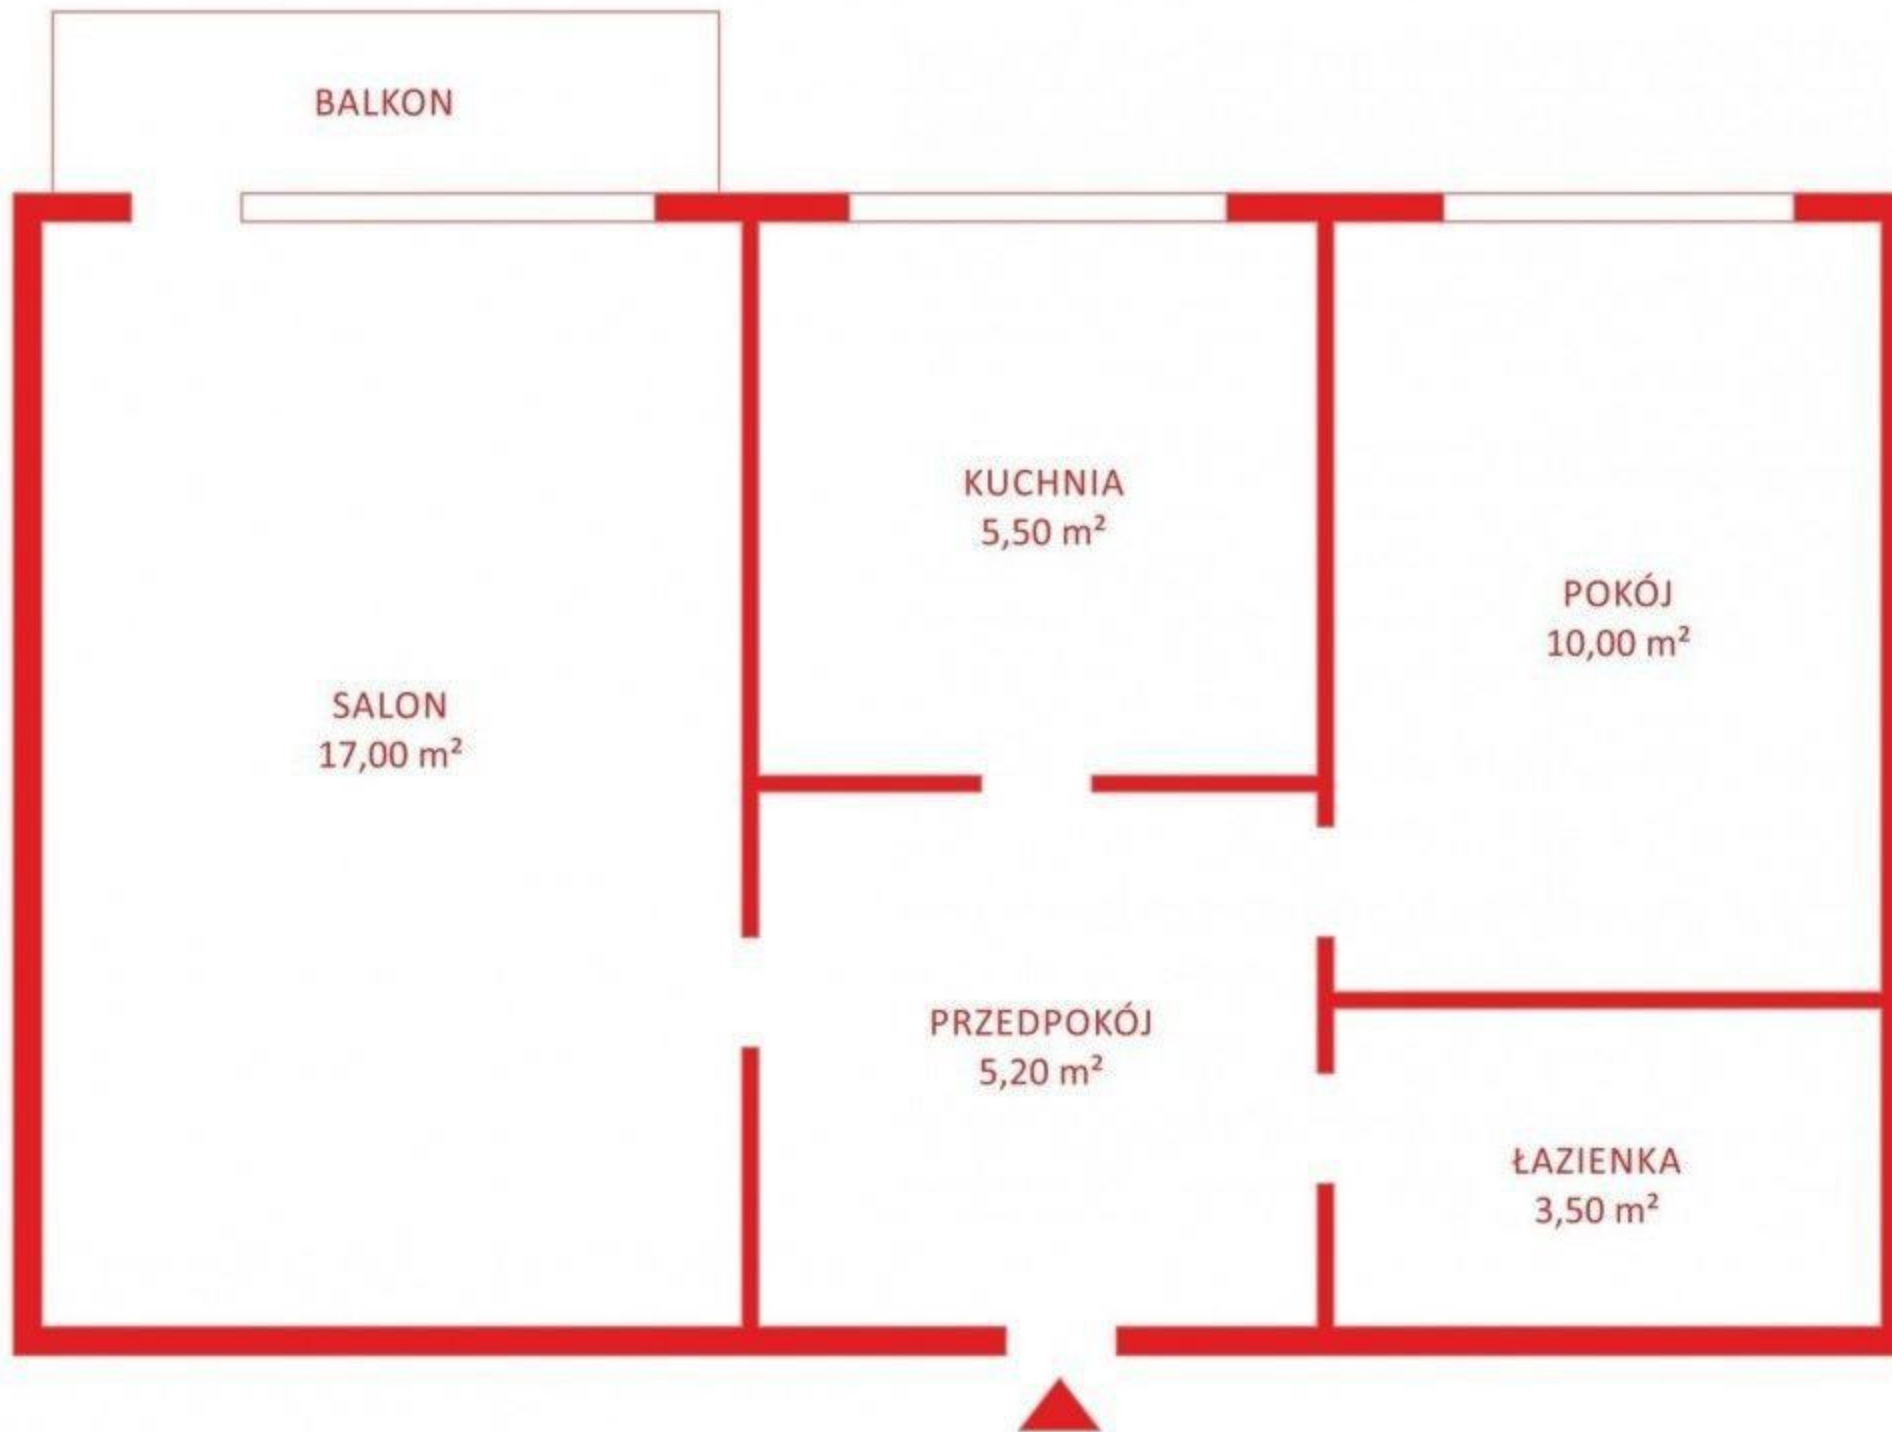 BALKON
KUCHNIA
5,50 m²
POKÓJ
10,00 m²
SALON
17,00 m²
PRZEDPOKÓJ
5,20 m²
ŁAZIENKA
3,50 m²